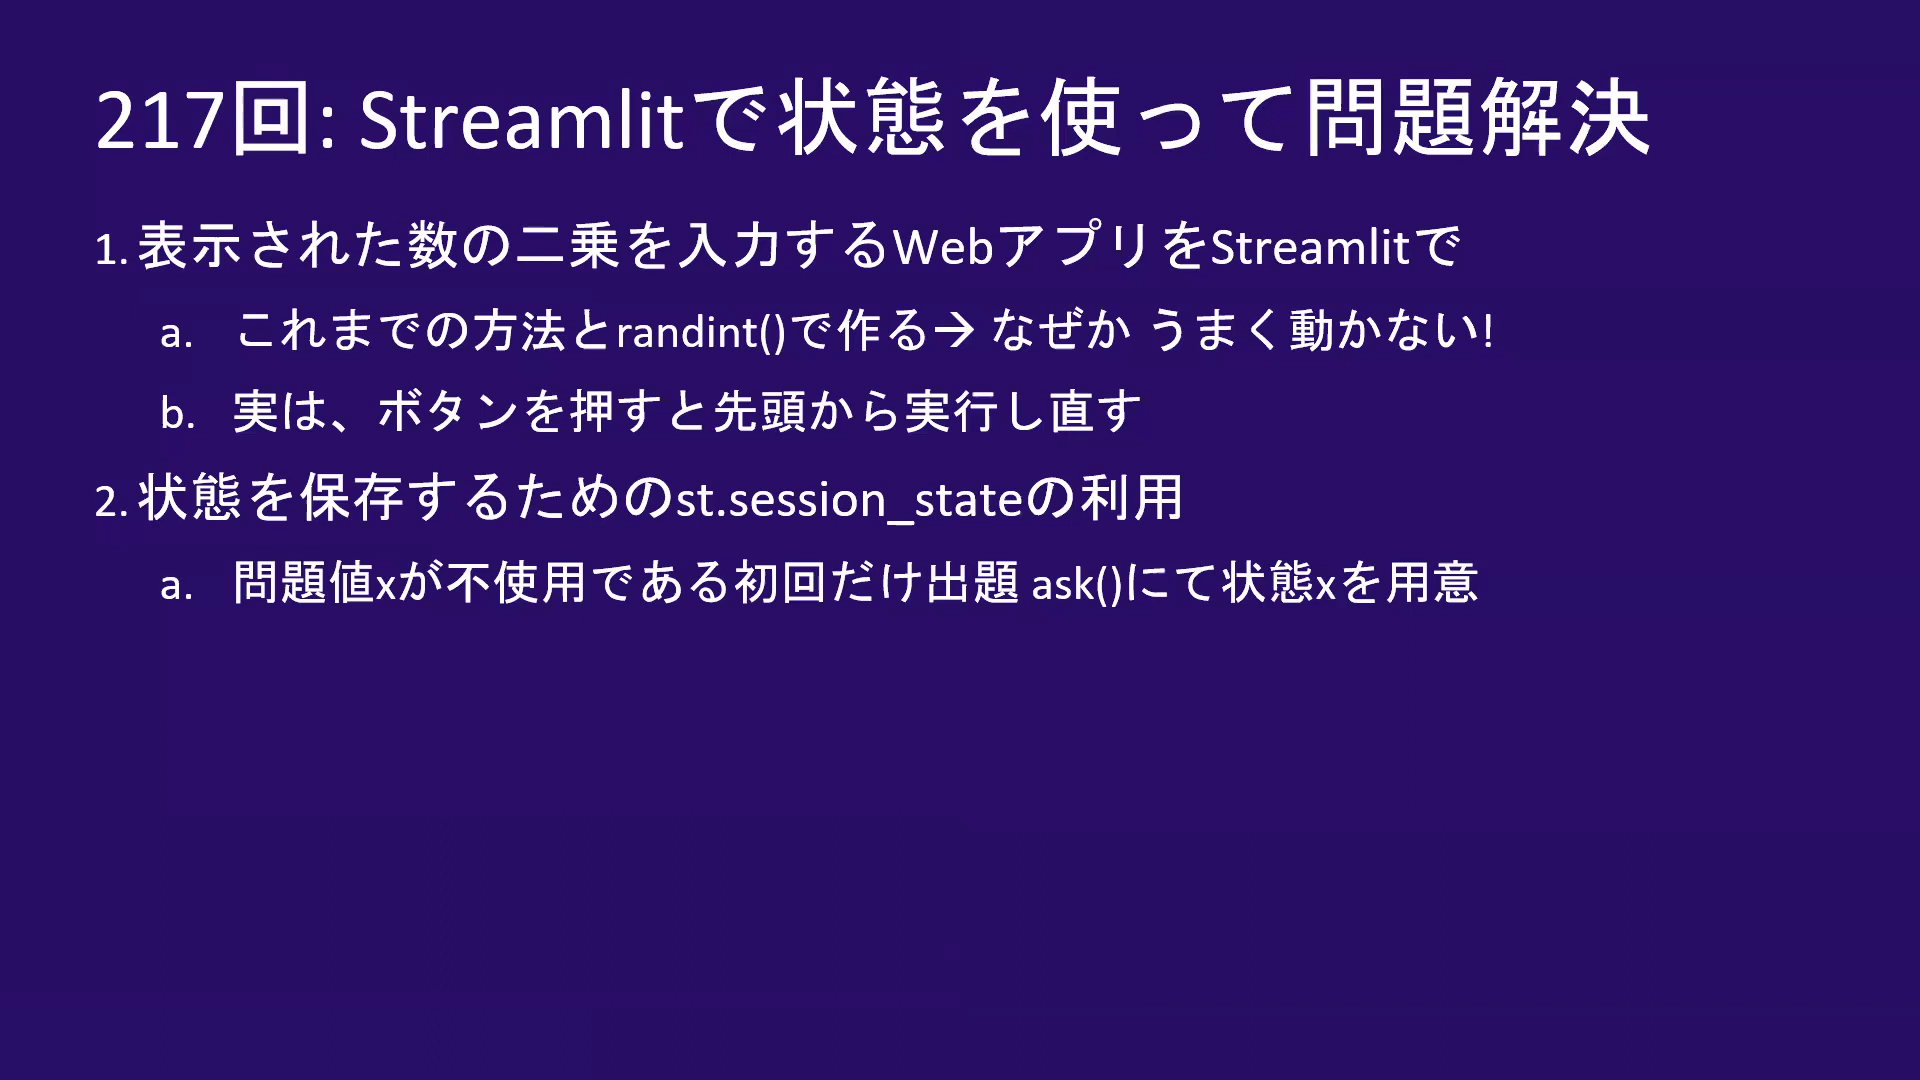 217回: Streamlitで状態を使って問題解決
1. 表示された数の二乗を入力するWebアプリをStreamlitで
a. これまでの方法とrandint()で作る→ なぜか うまく動かない!
b. 実は、ボタンを押すと先頭から実行し直す
2. 状態を保存するためのst.session_stateの利用
a. 問題値xが不使用である初回だけ出題 ask()にて状態xを用意